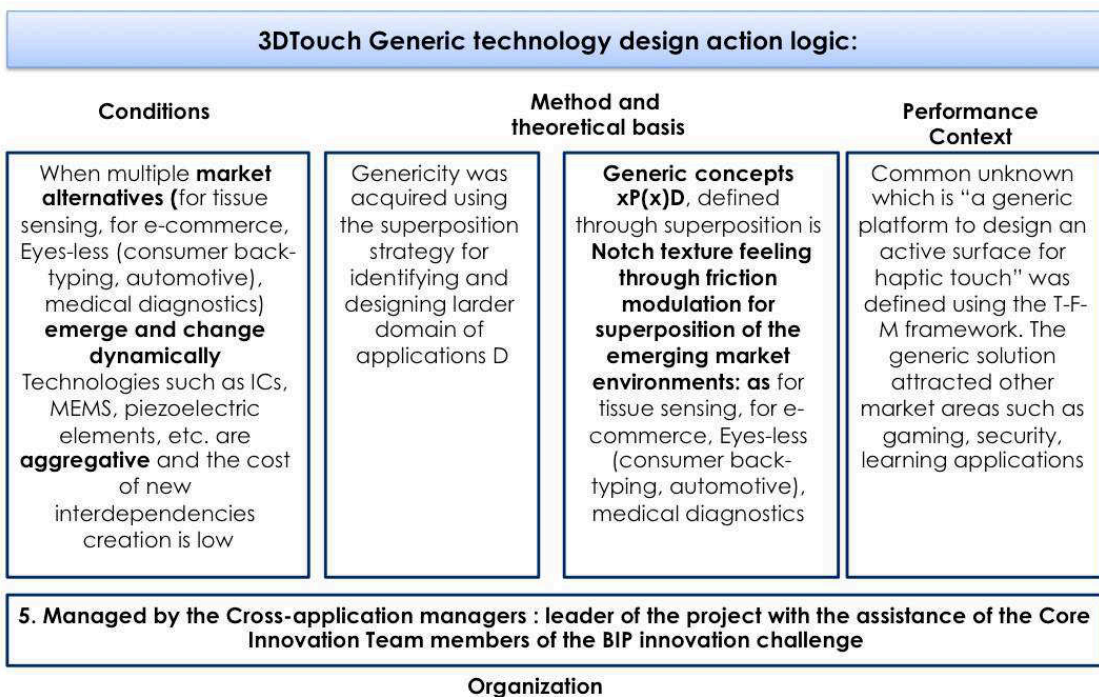 3DTouch Generic technology design action logic:
Conditions
Method and
theoretical basis
Performance
Context
When multiple market
alternatives (for tissue
sensing, for e-commerce,
Eyes-less (consumer back-
typing, automotive),
medical diagnostics)
emerge and change
dynamically
Technologies such as ICs,
MEMS, piezoelectric
elements, etc. are
aggregative and the cost
of new
interdependencies
creation is low
Genericity was
acquired using
the superposition
strategy for
identifying and
designing larder
domain of
applications D
Generic concepts
xP(x)D, defined
through superposition is
Notch texture feeling
through friction
modulation for
superposition of the
emerging market
environments: as for
tissue sensing, for e-
commerce, Eyes-less
(consumer back-
typing, automotive),
medical diagnostics
Common unknown
which is “a generic
platform to design an
active surface for
haptic touch” was
defined using the T-F-
M framework. The
generic solution
attracted other
market areas such as
gaming, security,
learning applications
5. Managed by the Cross-application managers : leader of the project with the assistance of the Core
Innovation Team members of the BIP innovation challenge
Organization